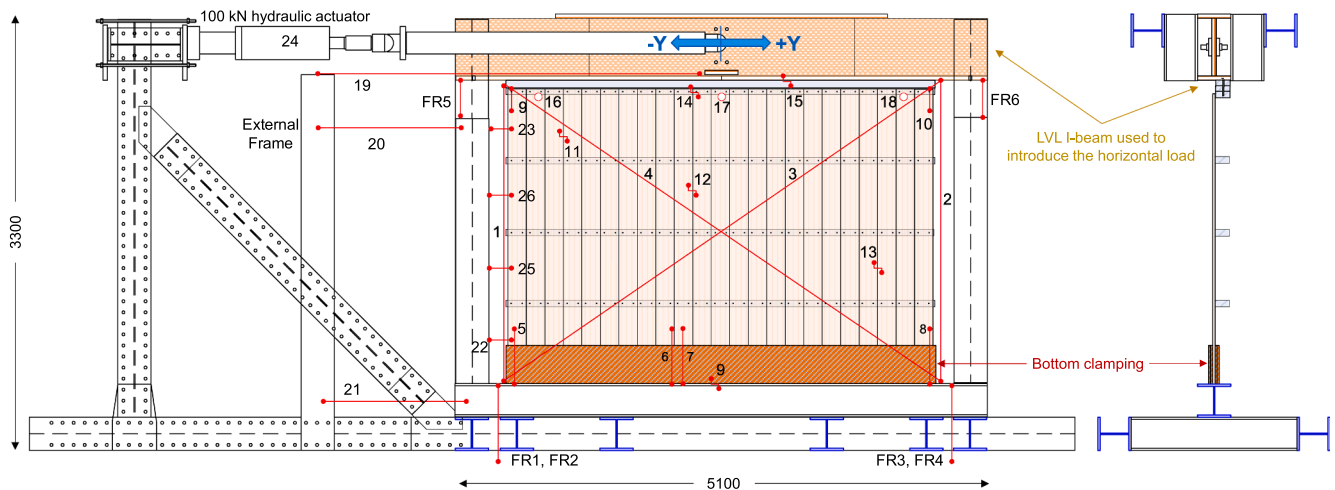 100 kN hydraulic actuator
24
-Y +Y
19
FR5
FR6
9
16
14
17
15
18
10
External
Frame
20
23
11
LVL I-beam used to
introduce the horizontal load
4
3
12
26
2
1
3300
13
25
5
8
22
6
7
Bottom clamping
9
21
FR1, FR2
FR3, FR4
5100